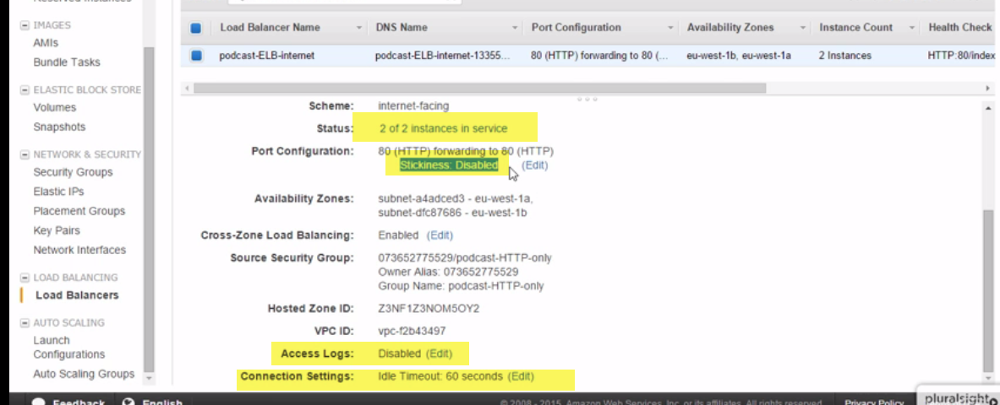 Reserved Instances
IMAGES
AMIs
Bundle Tasks
ELASTIC BLOCK STORE
Volumes
Snapshots
NETWORK & SECURITY
Security Groups
Elastic IPs
Placement Groups
Key Pairs
Network Interfaces
LOAD BALANCING
Load Balancers
AUTO SCALING
Launch
Configurations
Auto Scaling Groups
Load Balancer Name DNS Name Port Configuration Availability Zones Instance Count Health Check
podcast-ELB-internet podcast-ELB-internet-13355... 80 (HTTP) forwarding to 80 (... eu-west-1b, eu-west-1a 2 Instances HTTP:80/index
Scheme: internet-facing
Status: 2 of 2 instances in service
Port Configuration: 80 (HTTP) forwarding to 80 (HTTP)
Stickiness: Disabled (Edit)
Availability Zones: subnet-a4adced3 - eu-west-1a,
subnet-dfc87686 - eu-west-1b
Cross-Zone Load Balancing: Enabled (Edit)
Source Security Group: 073652775529/podcast-HTTP-only
Owner Alias: 073652775529
Group Name: podcast-HTTP-only
Hosted Zone ID: Z3NF1Z3NOM5OY2
VPC ID: vpc-f2b43497
Access Logs: Disabled (Edit)
Connection Settings: Idle Timeout: 60 seconds (Edit)
Feedback English © 2008 - 2015, Amazon Web Services, Inc. or its affiliates. All rights reserved. Privacy Policy
pluralsight